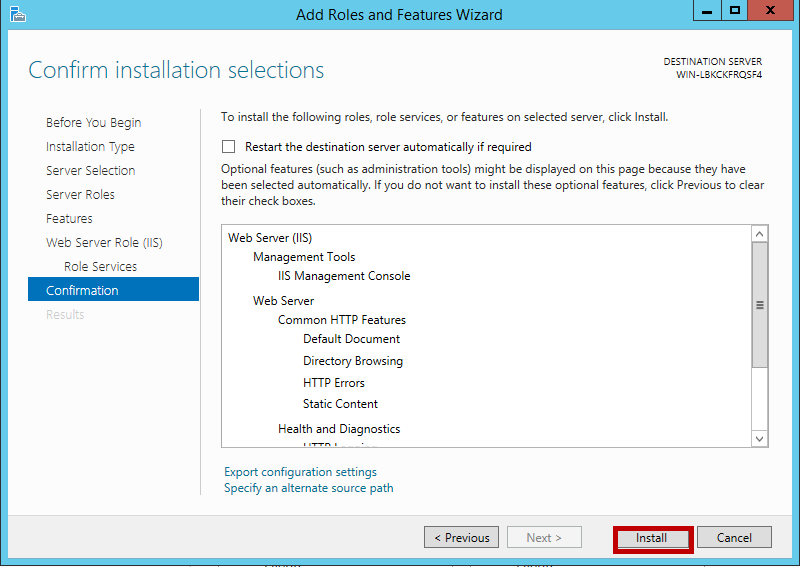 Add Roles and Features Wizard
Confirm installation selections
DESTINATION SERVER
WIN-LBKCKFRQSF4
Before You Begin
Installation Type
Server Selection
Server Roles
Features
Web Server Role (IIS)
Role Services
Confirmation
Results
To install the following roles, role services, or features on selected server, click Install.
Restart the destination server automatically if required
Optional features (such as administration tools) might be displayed on this page because they have
been selected automatically. If you do not want to install these optional features, click Previous to clear
their check boxes.
Web Server (IIS)
Management Tools
IIS Management Console
Web Server
Common HTTP Features
Default Document
Directory Browsing
HTTP Errors
Static Content
Health and Diagnostics
Export configuration settings
Specify an alternate source path
< Previous
Next >
Install
Cancel